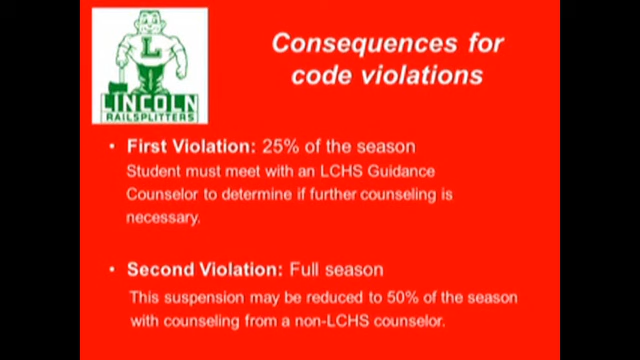 L
LINCOLN
RAILSPLITTERS
Consequences for
code violations
• First Violation: 25% of the season
Student must meet with an LCHS Guidance
Counselor to determine if further counseling is
necessary.
• Second Violation: Full season
This suspension may be reduced to 50% of the season
with counseling from a non-LCHS counselor.